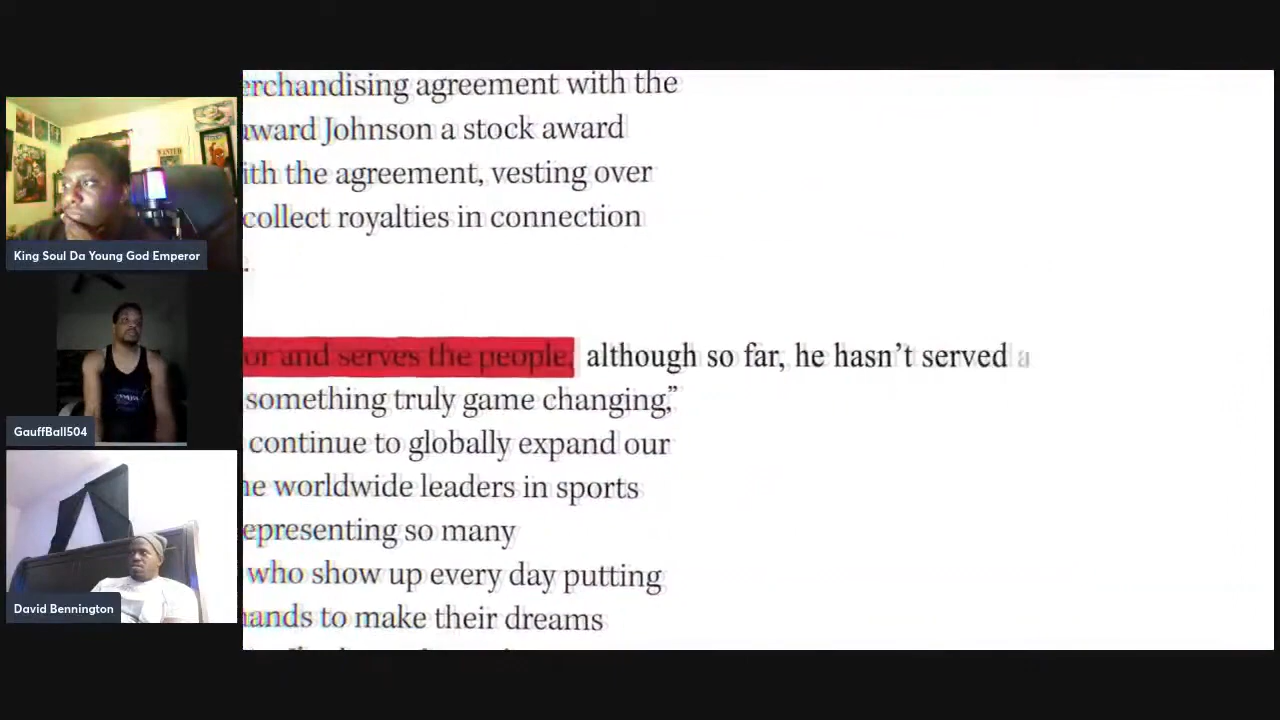 erchandising agreement with the
award Johnson a stock award
ith the agreement, vesting over
collect royalties in connection
or and serves the people, although so far, he hasn't served a
something truly game changing,”
continue to globally expand our
he worldwide leaders in sports
epresenting so many
who show up every day putting
hands to make their dreams
King Soul Da Young God Emperor
GauffBall504
David Bennington
WANTED